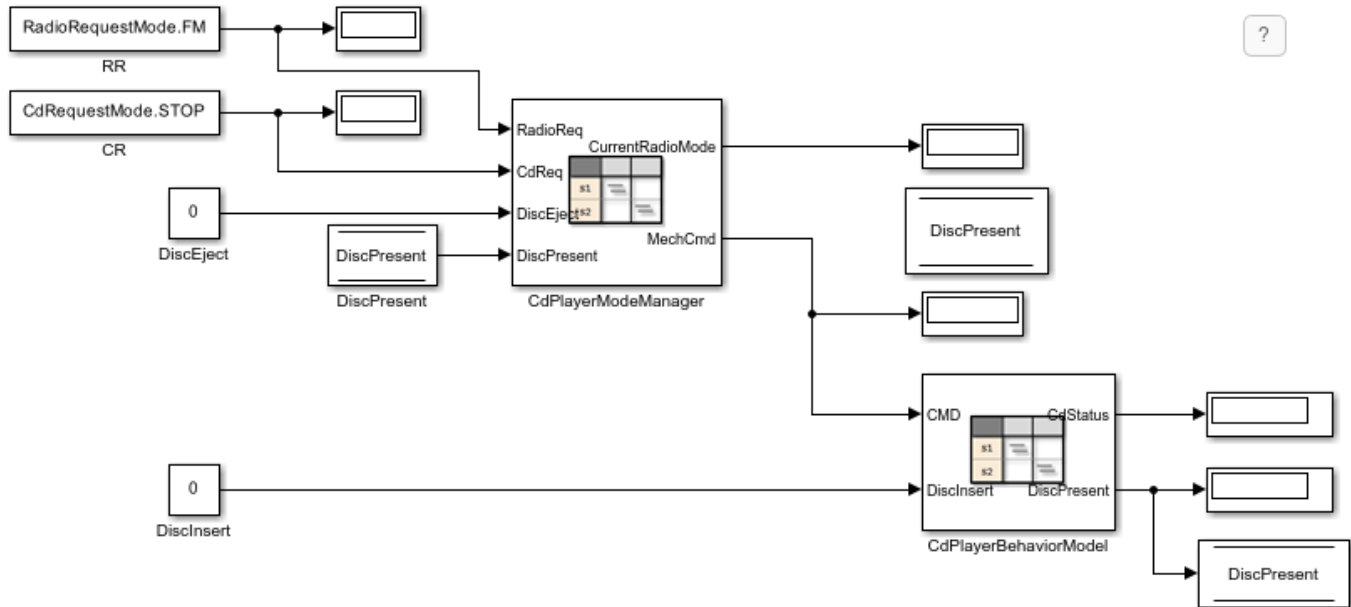 RadioRequestMode.FM
RR
?
CdRequestMode.STOP
CR
RadioReq
CurrentRadioMode
CdReq
s1
0
DiscEject
s2
DiscEject
DiscPresent
MechCmd
DiscPresent
DiscPresent
DiscPresent
CdPlayerModeManager
CMD
CdStatus
s1
s2
0
DiscInsert
DiscPresent
DiscInsert
CdPlayerBehaviorModel
DiscPresent